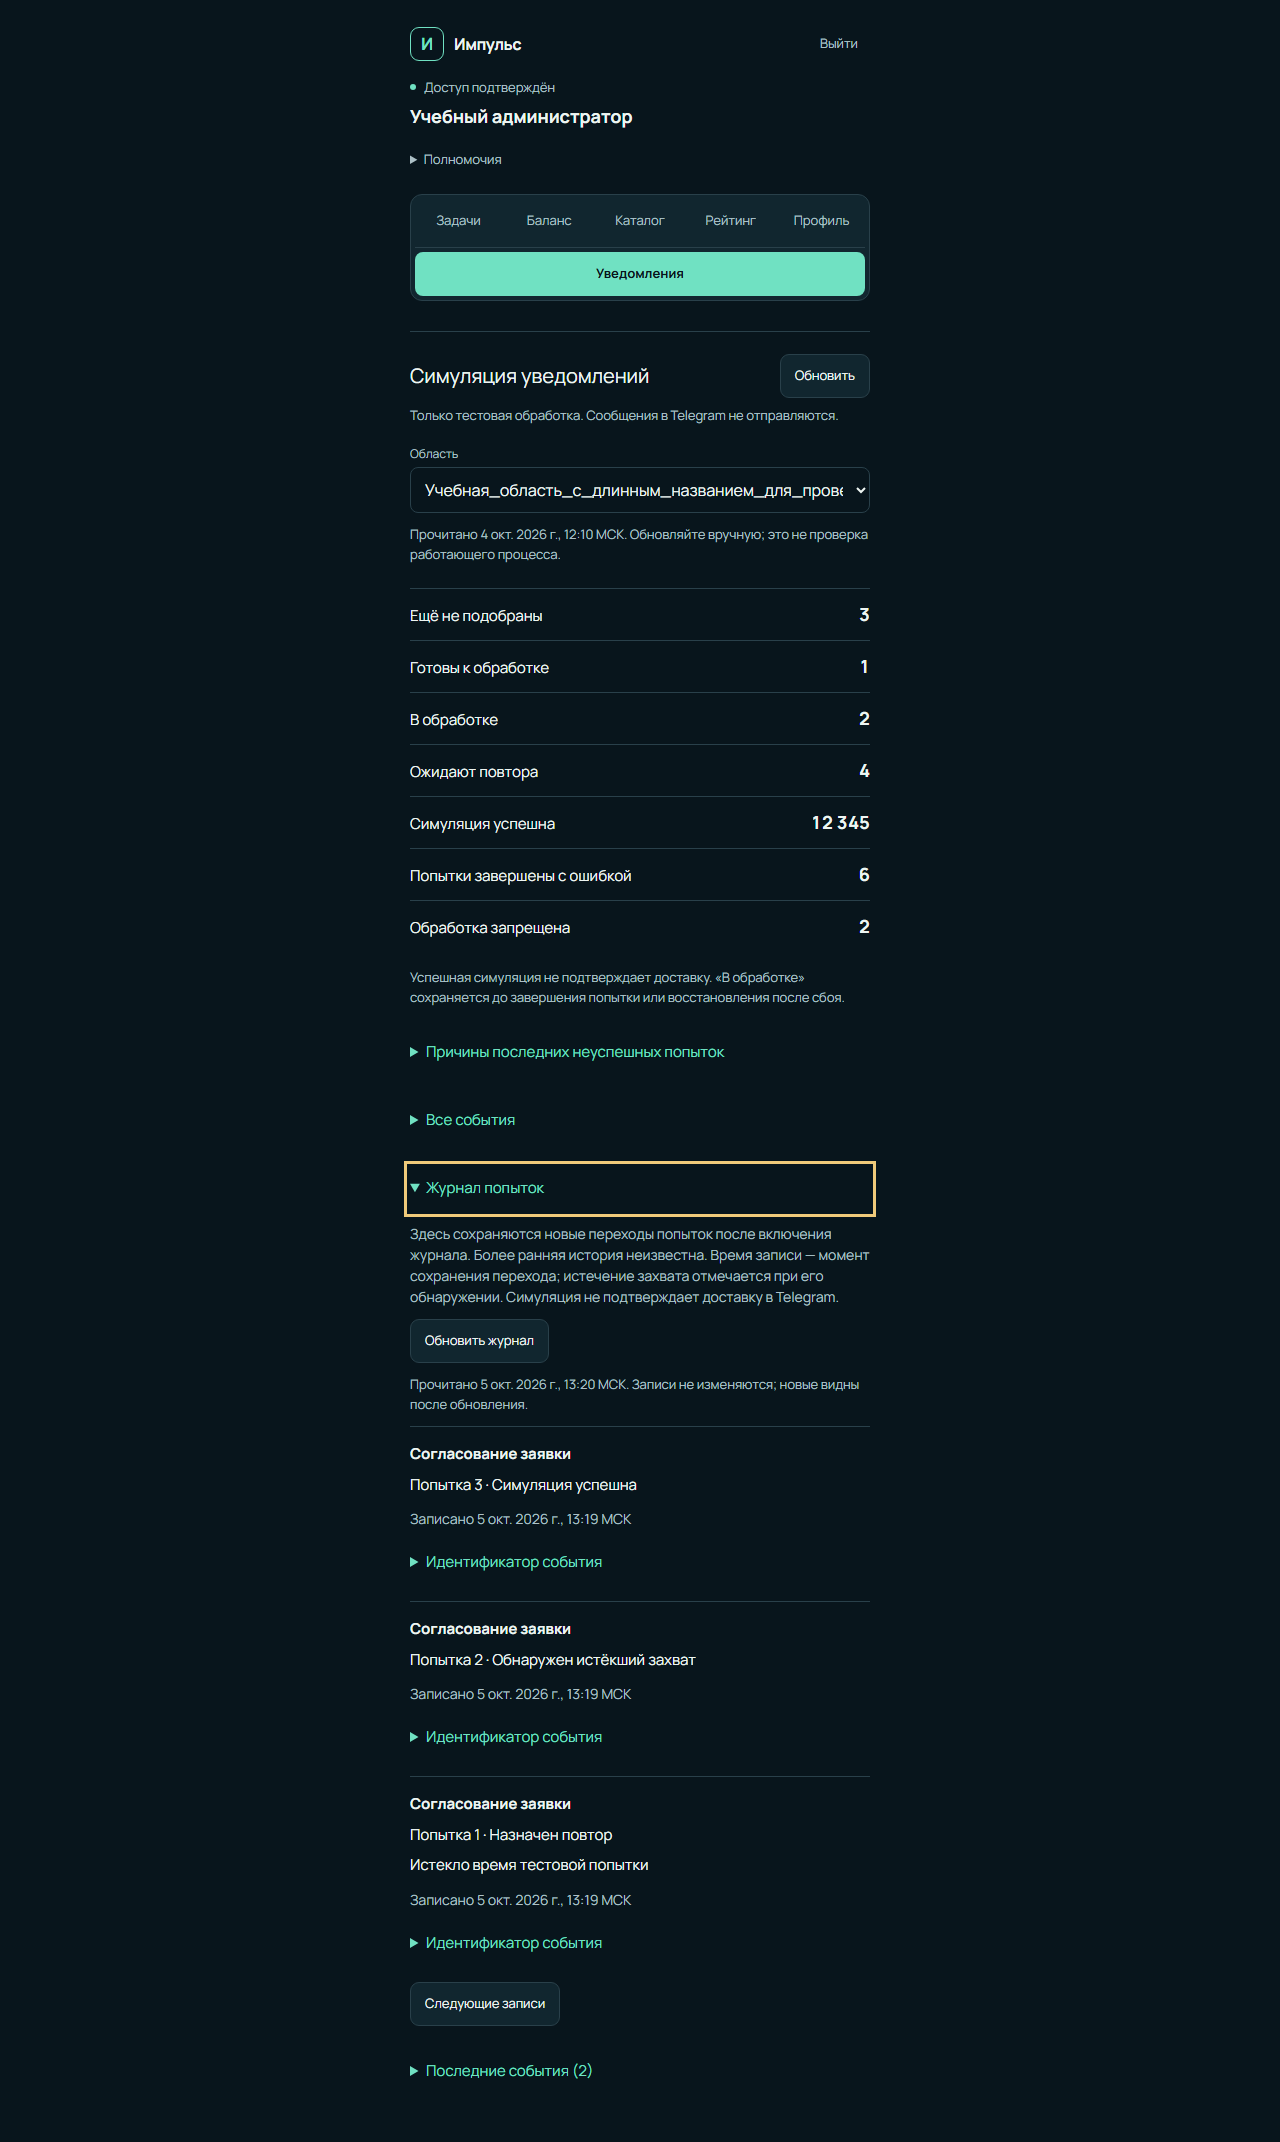 И Импульс
Выйти
Доступ подтверждён
Учебный администратор
Полномочия
Задачи Баланс Каталог Рейтинг Профиль
Уведомления
Симуляция уведомлений
Обновить
Только тестовая обработка. Сообщения в Telegram не отправляются.
Область
Учебная_область_с_длинным_названием_для_прове
Прочитано 4 окт. 2026 г., 12:10 МСК. Обновляйте вручную; это не проверка
работающего процесса.
Ещё не подобраны 3
Готовы к обработке 1
В обработке 2
Ожидают повтора 4
Симуляция успешна 12 345
Попытки завершены с ошибкой 6
Обработка запрещена 2
Успешная симуляция не подтверждает доставку. «В обработке»
сохраняется до завершения попытки или восстановления после сбоя.
Причины последних неуспешных попыток
Все события
Журнал попыток
Здесь сохраняются новые переходы попыток после включения
журнала. Более ранняя история неизвестна. Время записи — момент
сохранения перехода; истечение захвата отмечается при его
обнаружении. Симуляция не подтверждает доставку в Telegram.
Обновить журнал
Прочитано 5 окт. 2026 г., 13:20 МСК. Записи не изменяются; новые видны
после обновления.
Согласование заявки
Попытка 3 · Симуляция успешна
Записано 5 окт. 2026 г., 13:19 МСК
Идентификатор события
Согласование заявки
Попытка 2 · Обнаружен истёкший захват
Записано 5 окт. 2026 г., 13:19 МСК
Идентификатор события
Согласование заявки
Попытка 1 · Назначен повтор
Истекло время тестовой попытки
Записано 5 окт. 2026 г., 13:19 МСК
Идентификатор события
Следующие записи
Последние события (2)